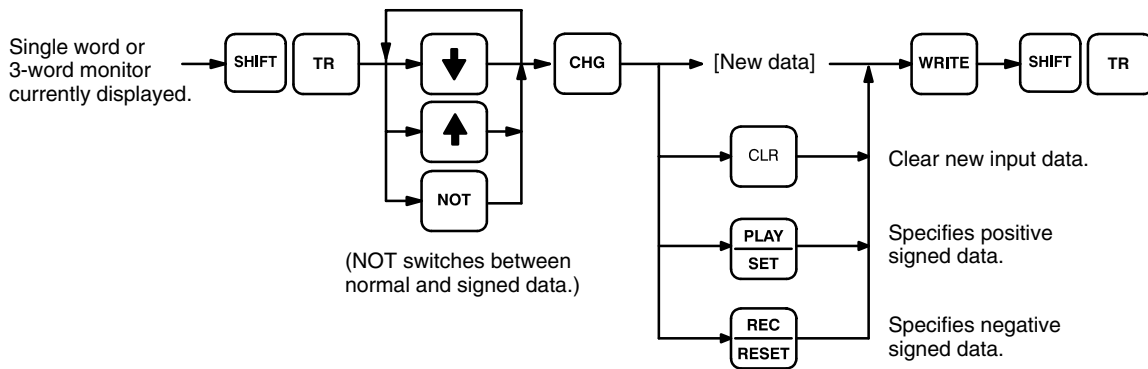 Single word or
3-word monitor
currently displayed.
SHIFT
TR
CHG
[New data]
WRITE
SHIFT
TR
NOT
(NOT switches between
normal and signed data.)
CLR
Clear new input data.
PLAY
SET
Specifies positive
signed data.
REC
RESET
Specifies negative
signed data.